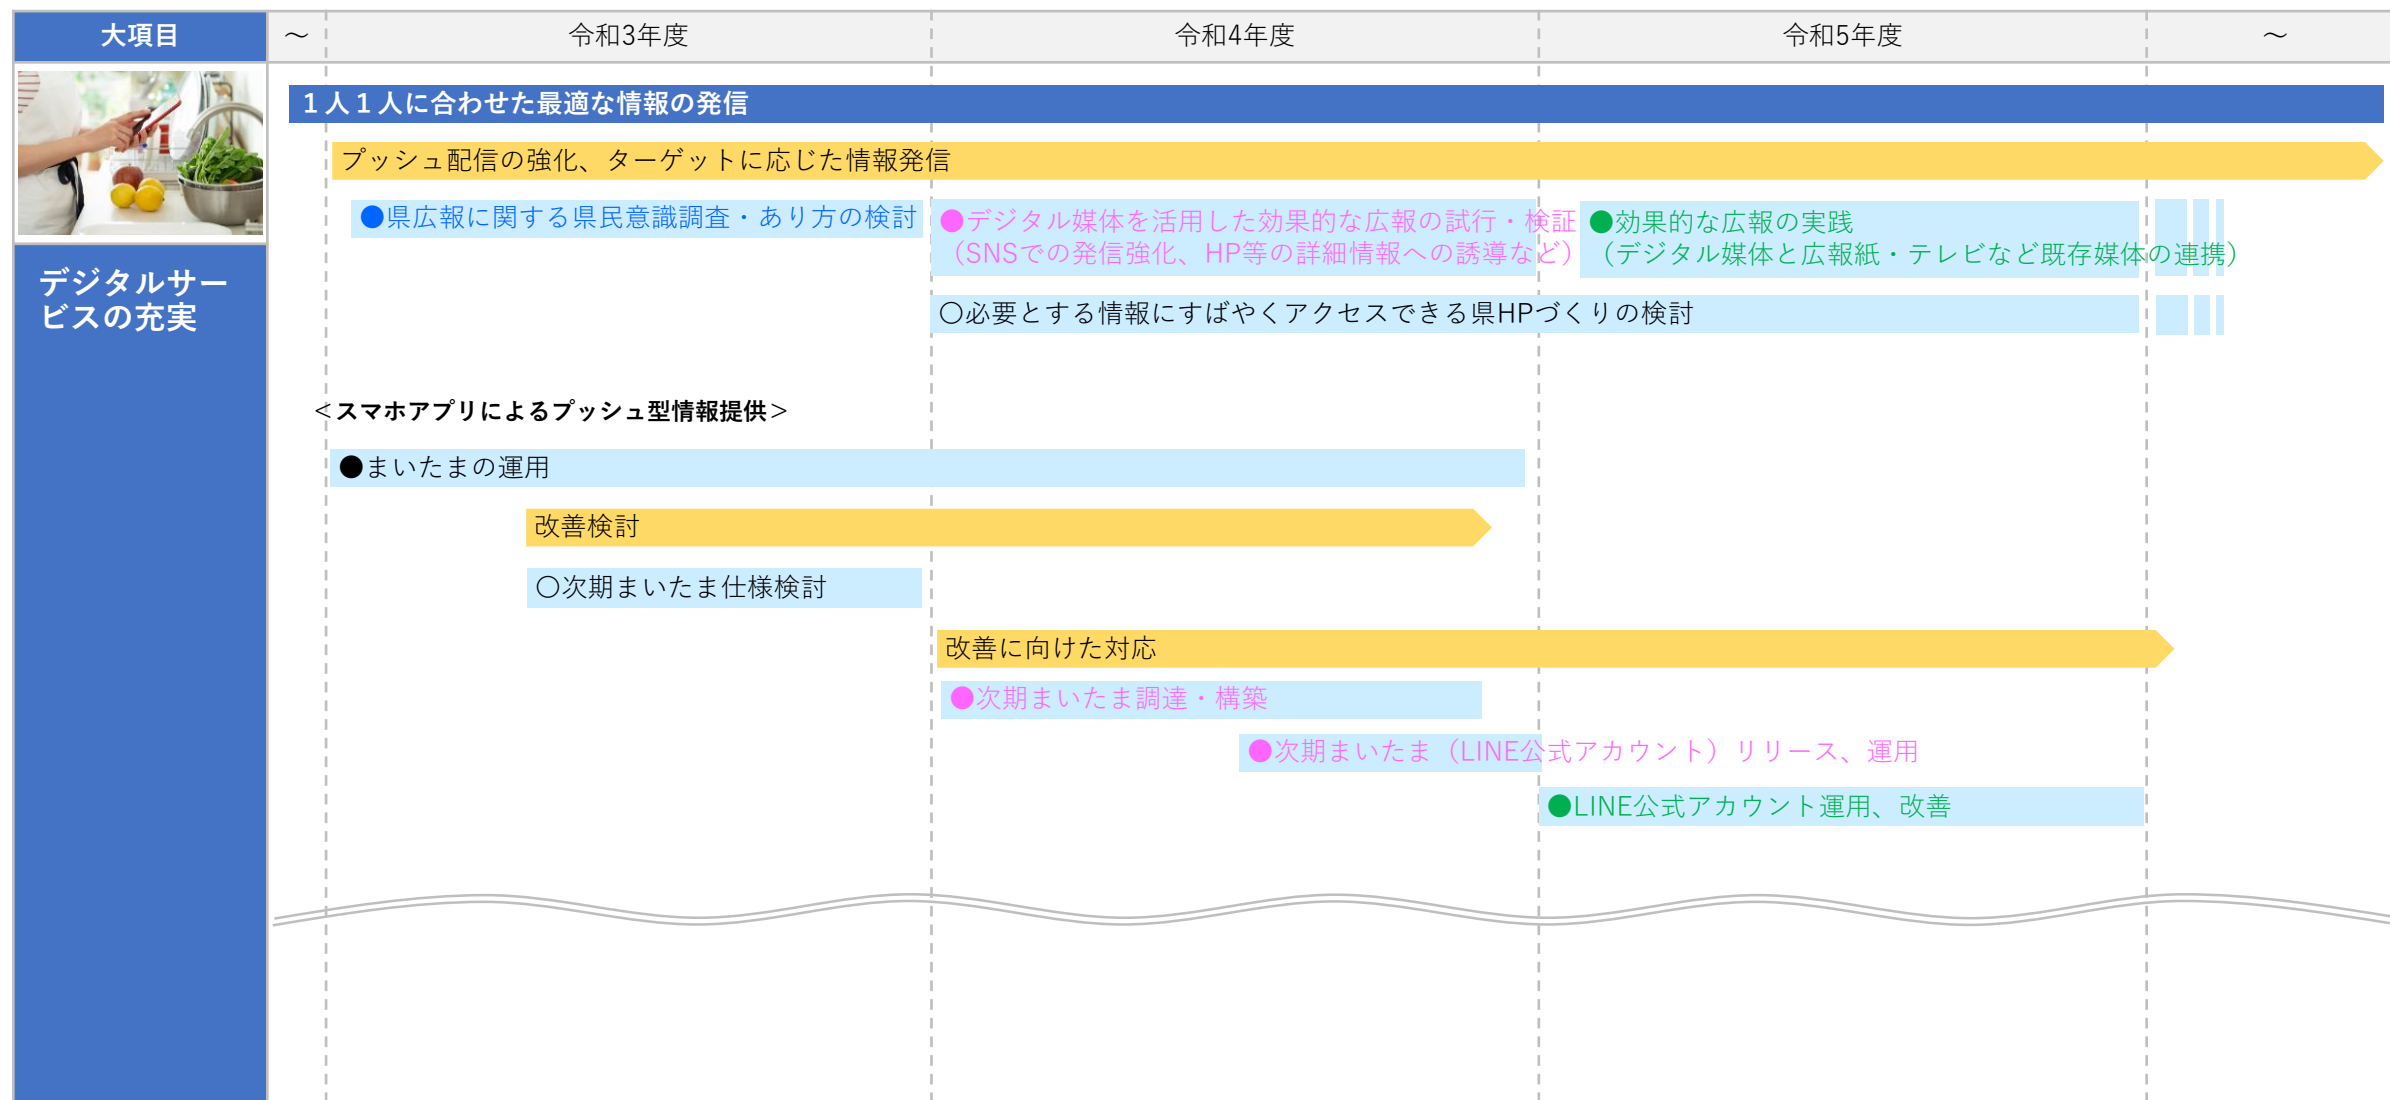 大項目
～
令和3年度
令和4年度
令和5年度
～
デジタルサー
ビスの充実
１人１人に合わせた最適な情報の発信
プッシュ配信の強化、ターゲットに応じた情報発信
●県広報に関する県民意識調査・あり方の検討
●デジタル媒体を活用した効果的な広報の試行・検証
（SNSでの発信強化、HP等の詳細情報への誘導など）
●効果的な広報の実践
（デジタル媒体と広報紙・テレビなど既存媒体の連携）
〇必要とする情報にすばやくアクセスできる県HPづくりの検討
＜スマホアプリによるプッシュ型情報提供＞
●まいたまの運用
改善検討
〇次期まいたま仕様検討
改善に向けた対応
●次期まいたま調達・構築
●次期まいたま（LINE公式アカウント）リリース、運用
●LINE公式アカウント運用、改善